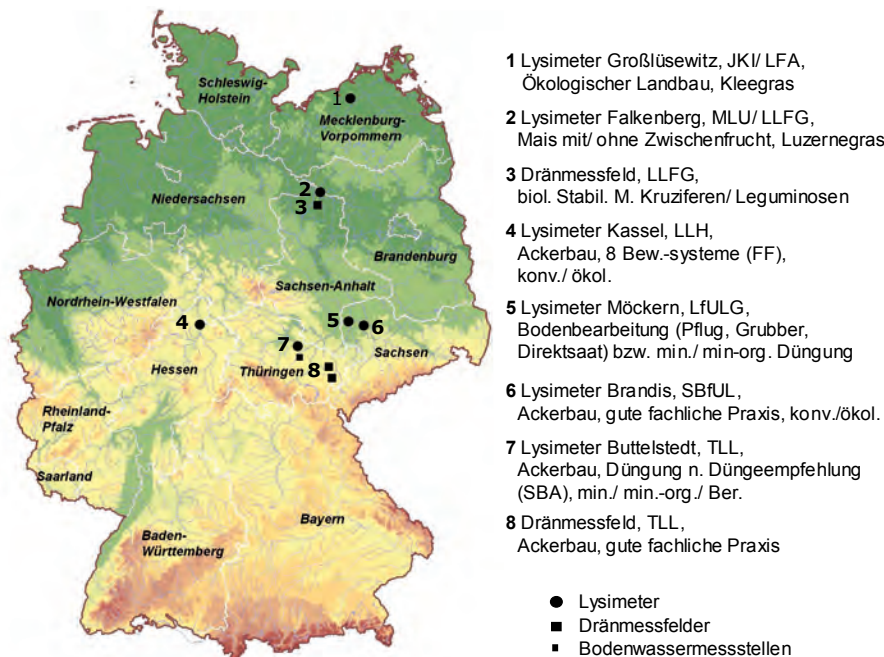 Schleswig-
Holstein
1
Mecklenburg-
Vorpommern
2
3
Niedersachsen
Brandenburg
Sachsen-Anhalt
Nordrhein-Westfalen
4
5
6
7
Sachsen
Hessen
Thüringen
8
Rheinland-
Pfalz
Saarland
Bayern
Baden-
Württemberg
1 Lysimeter Großlüsewitz, JKI/ LFA,
Ökologischer Landbau, Kleegras
2 Lysimeter Falkenberg, MLU/ LLFG,
Mais mit/ ohne Zwischenfrucht, Luzernegras
3 Dränmessfeld, LLFG,
biol. Stabil. M. Kruziferen/ Leguminosen
4 Lysimeter Kassel, LLH,
Ackerbau, 8 Bew.-systeme (FF),
konv./ ökol.
5 Lysimeter Möckern, LfULG,
Bodenbearbeitung (Pflug, Grubber,
Direktsaat) bzw. min./ min-org. Düngung
6 Lysimeter Brandis, SBfUL,
Ackerbau, gute fachliche Praxis, konv./ökol.
7 Lysimeter Buttelstedt, TLL,
Ackerbau, Düngung n. Düngeempfehlung
(SBA), min./ min.-org./ Ber.
8 Dränmessfeld, TLL,
Ackerbau, gute fachliche Praxis
Lysimeter
Dränmessfelder
Bodenwassermessstellen